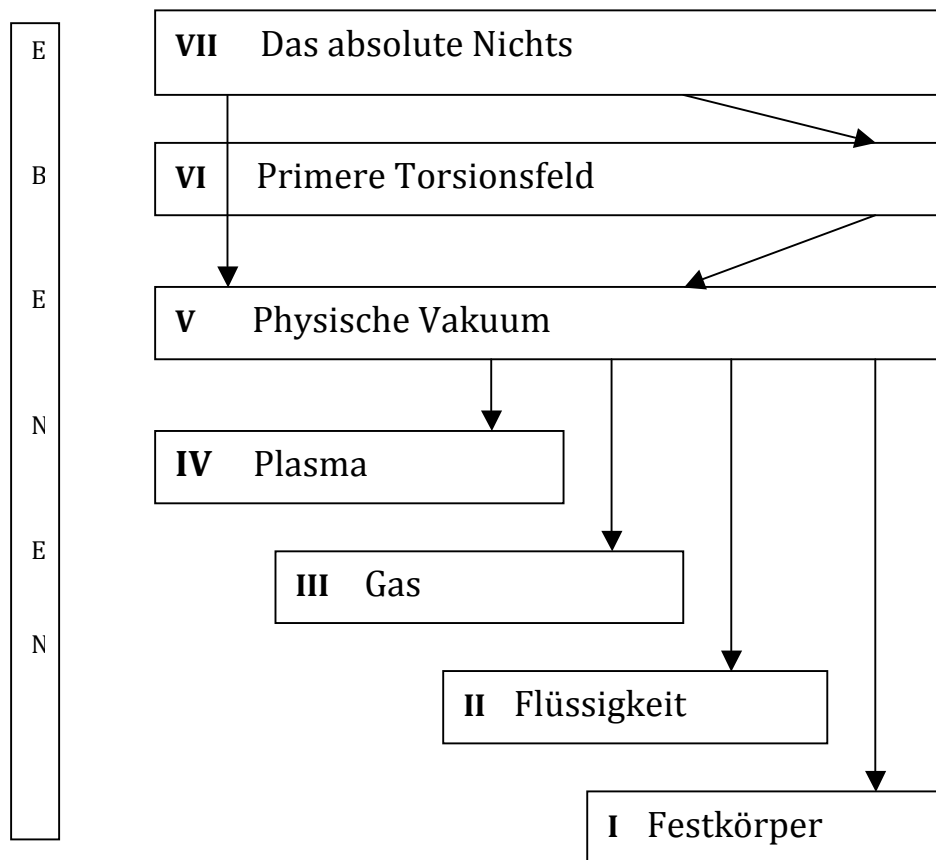 E
B
E
N
E
N
VII Das absolute Nichts
VI Primere Torsionsfeld
V Physische Vakuum
IV Plasma
III Gas
II Flüssigkeit
I Festkörper